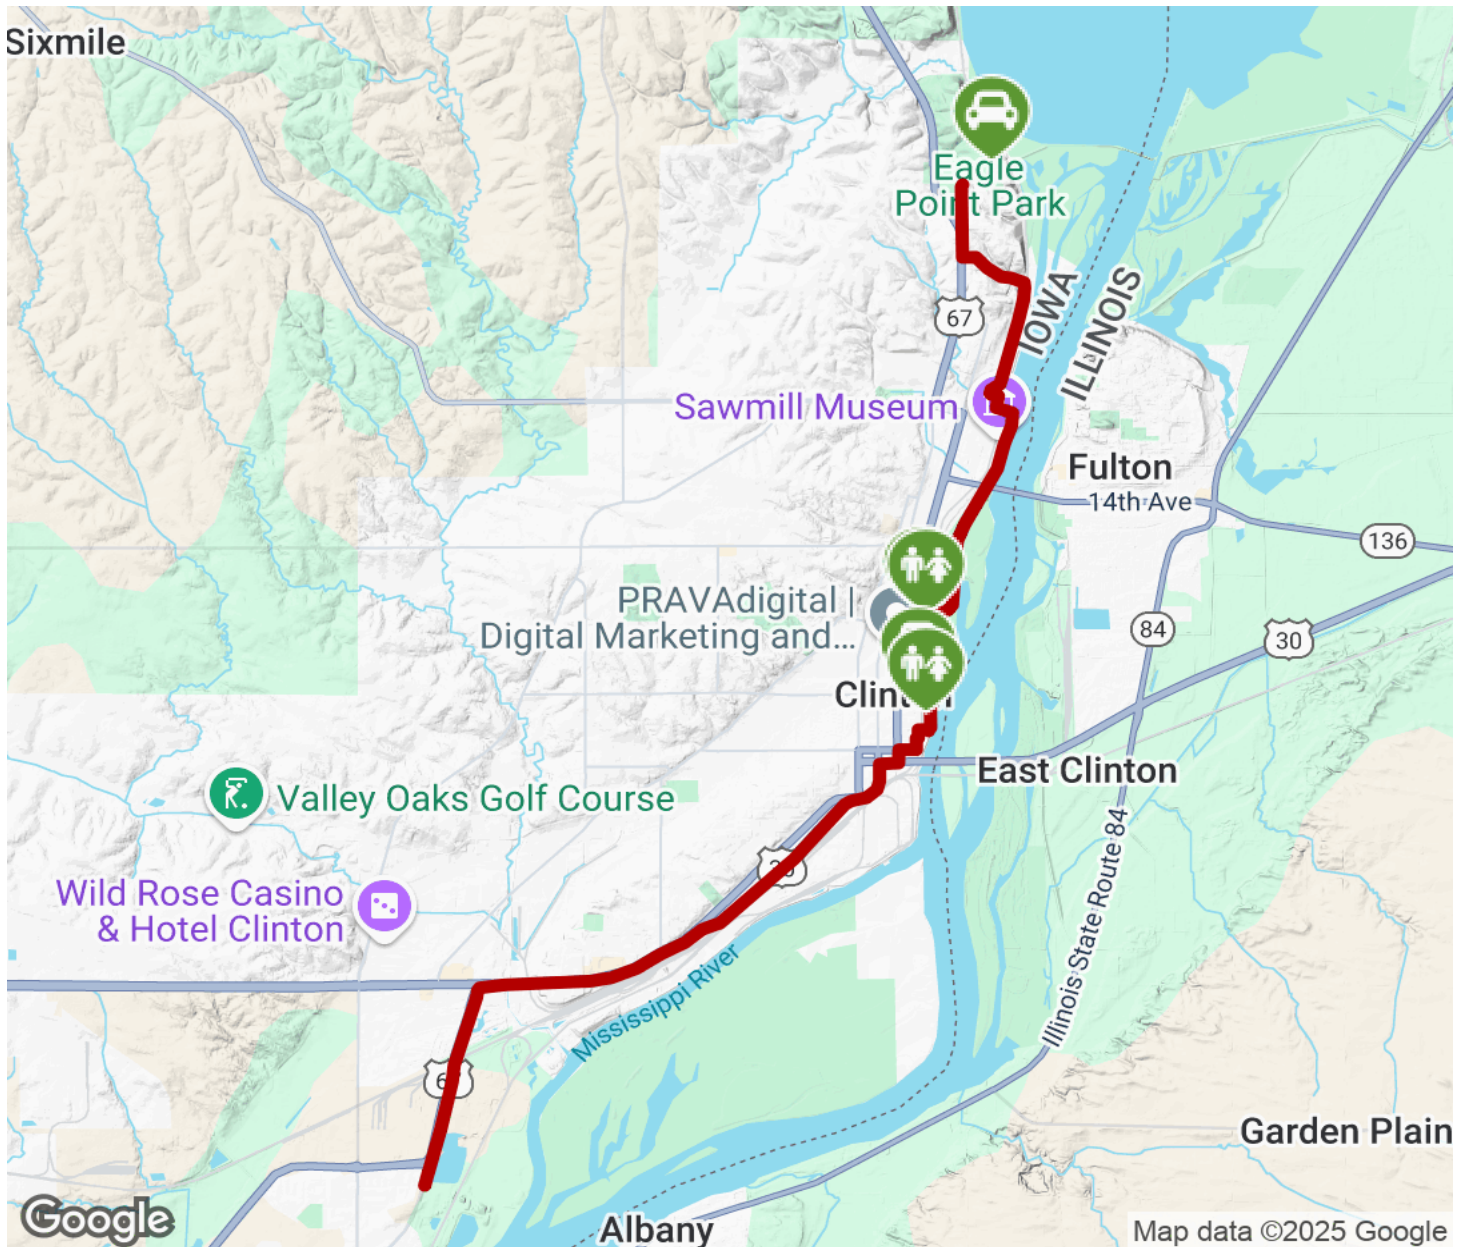 Sixmile
Eagle
Point Park
IOWA
ILLINOIS
67
Sawmill Museum
Fulton
14th Ave
136
PRAVAdigital |
Digital Marketing and...
84
30
Clinton
East Clinton
Valley Oaks Golf Course
Illinois State Route 84
Wild Rose Casino
& Hotel Clinton
Mississippi River
Garden Plain
Albany
Google
Map data ©2025 Google